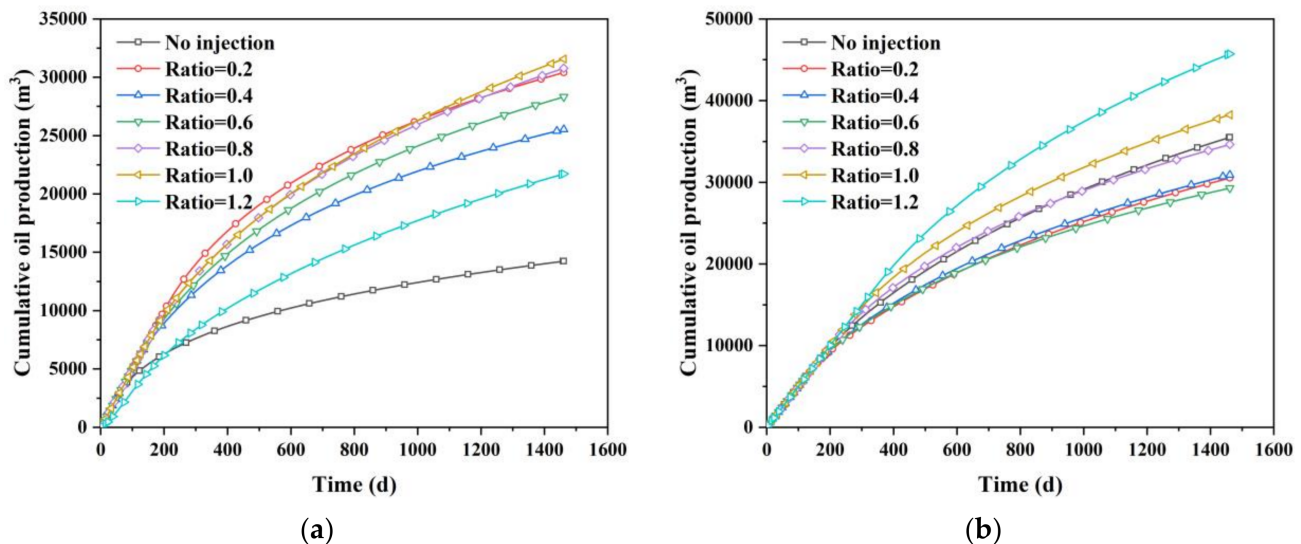 35000
30000
25000
20000
15000
10000
5000
0
Cumulative oil production (m³)
No injection
Ratio=0.2
Ratio=0.4
Ratio=0.6
Ratio=0.8
Ratio=1.0
Ratio=1.2
0 200 400 600 800 1000 1200 1400 1600
Time (d)
(a)
50000
40000
30000
20000
10000
0
Cumulative oil production (m³)
No injection
Ratio=0.2
Ratio=0.4
Ratio=0.6
Ratio=0.8
Ratio=1.0
Ratio=1.2
0 200 400 600 800 1000 1200 1400 1600
Time (d)
(b)